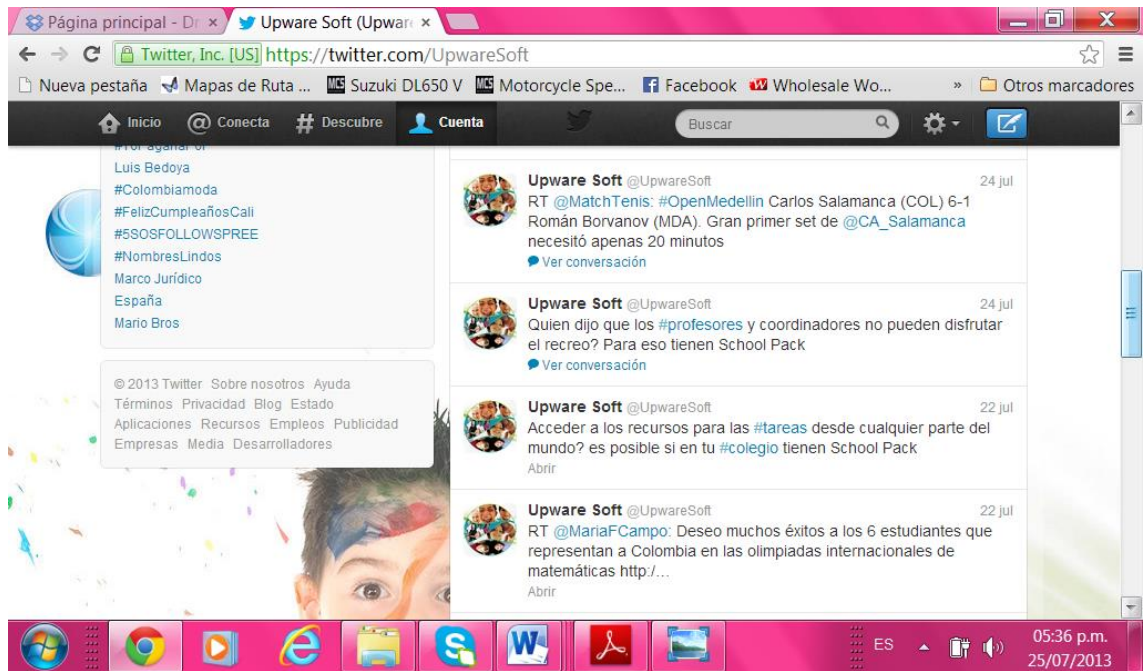 Página principal - Dr
Upware Soft (Upware
Twitter, Inc. [US] https://twitter.com/UpwareSoft
Nueva pestaña Mapas de Ruta ... MCS Suzuki DL650 V MCS Motorcycle Spe... Facebook Wholesale Wo... » Otros marcadores
Inicio Conecta Descubre Cuenta Buscar
Luis Bedoya
#Colombiamoda
#FelizCumpleañosCali
#5SOSFOLLOWSPREE
#NombresLindos
Marco Jurídico
España
Mario Bros
© 2013 Twitter Sobre nosotros Ayuda
Términos Privacidad Blog Estado
Aplicaciones Recursos Empleos Publicidad
Empresas Media Desarrolladores
Upware Soft @UpwareSoft 24 jul
RT @MatchTenis: #OpenMedellin Carlos Salamanca (COL) 6-1
Román Borvanov (MDA). Gran primer set de @CA_Salamanca
necesitó apenas 20 minutos
Ver conversación
Upware Soft @UpwareSoft 24 jul
Quien dijo que los #profesores y coordinadores no pueden disfrutar
el recreo? Para eso tienen School Pack
Ver conversación
Upware Soft @UpwareSoft 22 jul
Acceder a los recursos para las #tareas desde cualquier parte del
mundo? es posible si en tu #colegio tienen School Pack
Abrir
Upware Soft @UpwareSoft 22 jul
RT @MariaFCampo: Deseo muchos éxitos a los 6 estudiantes que
representan a Colombia en las olimpiadas internacionales de
matemáticas http:/...
Abrir
ES
05:36 p.m.
25/07/2013